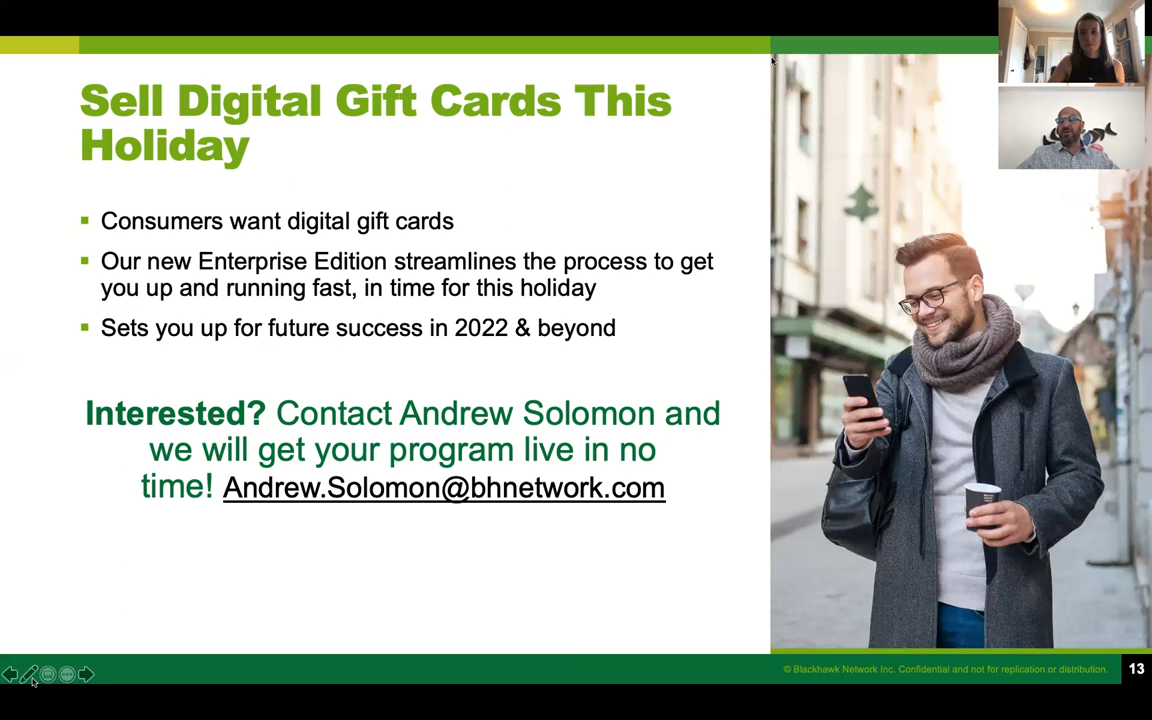 Sell Digital Gift Cards This
Holiday
▪ Consumers want digital gift cards
▪ Our new Enterprise Edition streamlines the process to get
you up and running fast, in time for this holiday
▪ Sets you up for future success in 2022 & beyond
Interested? Contact Andrew Solomon and
we will get your program live in no
time! Andrew.Solomon@bhnetwork.com
© Blackhawk Network Inc. Confidential and not for replication or distribution.
13